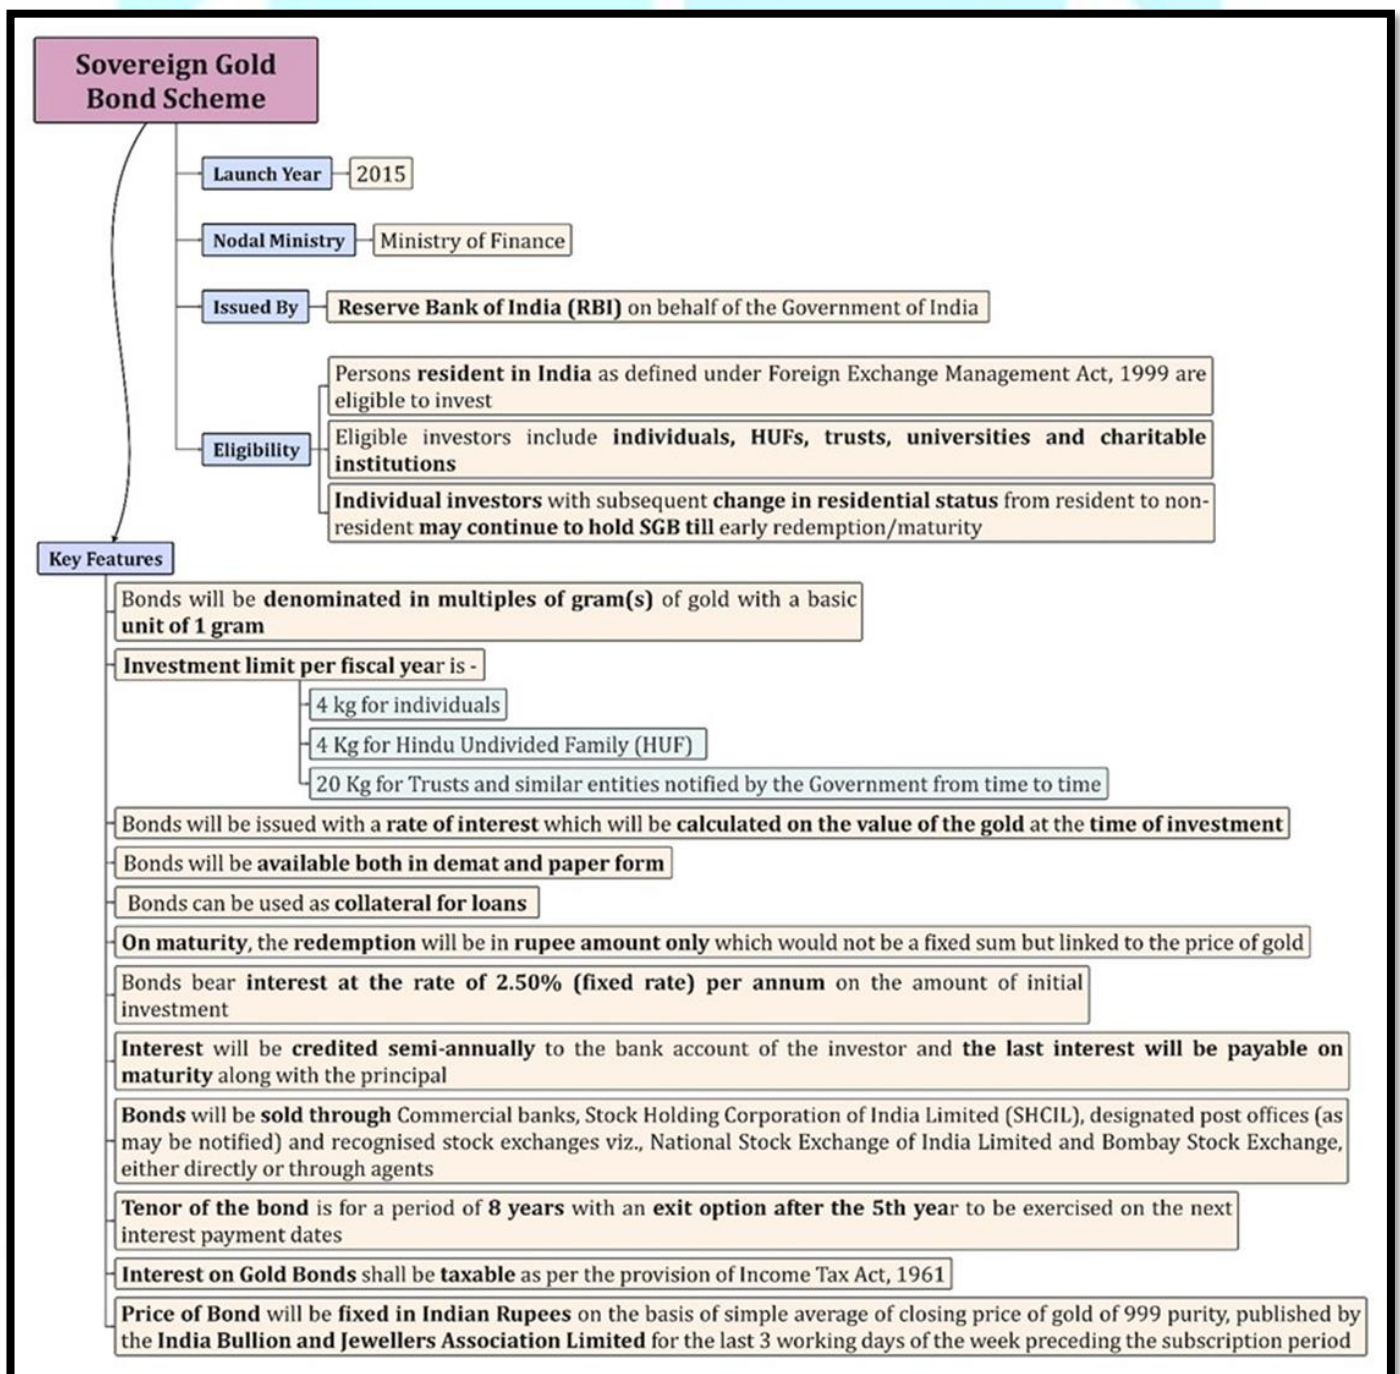 Sovereign Gold
Bond Scheme
Launch Year
2015
Nodal Ministry
Ministry of Finance
Issued By
Reserve Bank of India (RBI) on behalf of the Government of India
Eligibility
Persons resident in India as defined under Foreign Exchange Management Act, 1999 are
eligible to invest
Eligible investors include individuals, HUFs, trusts, universities and charitable
institutions
Individual investors with subsequent change in residential status from resident to non-
resident may continue to hold SGB till early redemption/maturity
Key Features
Bonds will be denominated in multiples of gram(s) of gold with a basic
unit of 1 gram
Investment limit per fiscal year is -
4 kg for individuals
4 Kg for Hindu Undivided Family (HUF)
20 Kg for Trusts and similar entities notified by the Government from time to time
Bonds will be issued with a rate of interest which will be calculated on the value of the gold at the time of investment
Bonds will be available both in demat and paper form
Bonds can be used as collateral for loans
On maturity, the redemption will be in rupee amount only which would not be a fixed sum but linked to the price of gold
Bonds bear interest at the rate of 2.50% (fixed rate) per annum on the amount of initial
investment
Interest will be credited semi-annually to the bank account of the investor and the last interest will be payable on
maturity along with the principal
Bonds will be sold through Commercial banks, Stock Holding Corporation of India Limited (SHCIL), designated post offices (as
may be notified) and recognised stock exchanges viz., National Stock Exchange of India Limited and Bombay Stock Exchange,
either directly or through agents
Tenor of the bond is for a period of 8 years with an exit option after the 5th year to be exercised on the next
interest payment dates
Interest on Gold Bonds shall be taxable as per the provision of Income Tax Act, 1961
Price of Bond will be fixed in Indian Rupees on the basis of simple average of closing price of gold of 999 purity, published by
the India Bullion and Jewellers Association Limited for the last 3 working days of the week preceding the subscription period